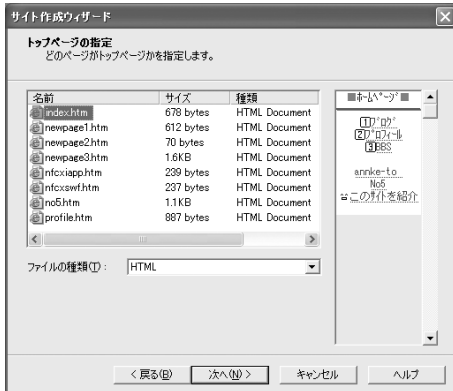 サイト作成ウィザード
トップページの指定
どのページがトップページかを指定します。
名前 サイズ 種類
index.htm 678 bytes HTML Document
newpage1.htm 612 bytes HTML Document
newpage2.htm 70 bytes HTML Document
newpage3.htm 1.6KB HTML Document
nfcxiapp.htm 239 bytes HTML Document
nfcxswf.htm 237 bytes HTML Document
no5.htm 1.1KB HTML Document
profile.htm 887 bytes HTML Document
■ホームページ■
1ブログ
2プロフィール
3BBS
annke-to
No5
このサイトを紹介
ファイルの種類(T): HTML
< 戻る(B)
次へ(N) >
キャンセル
ヘルプ